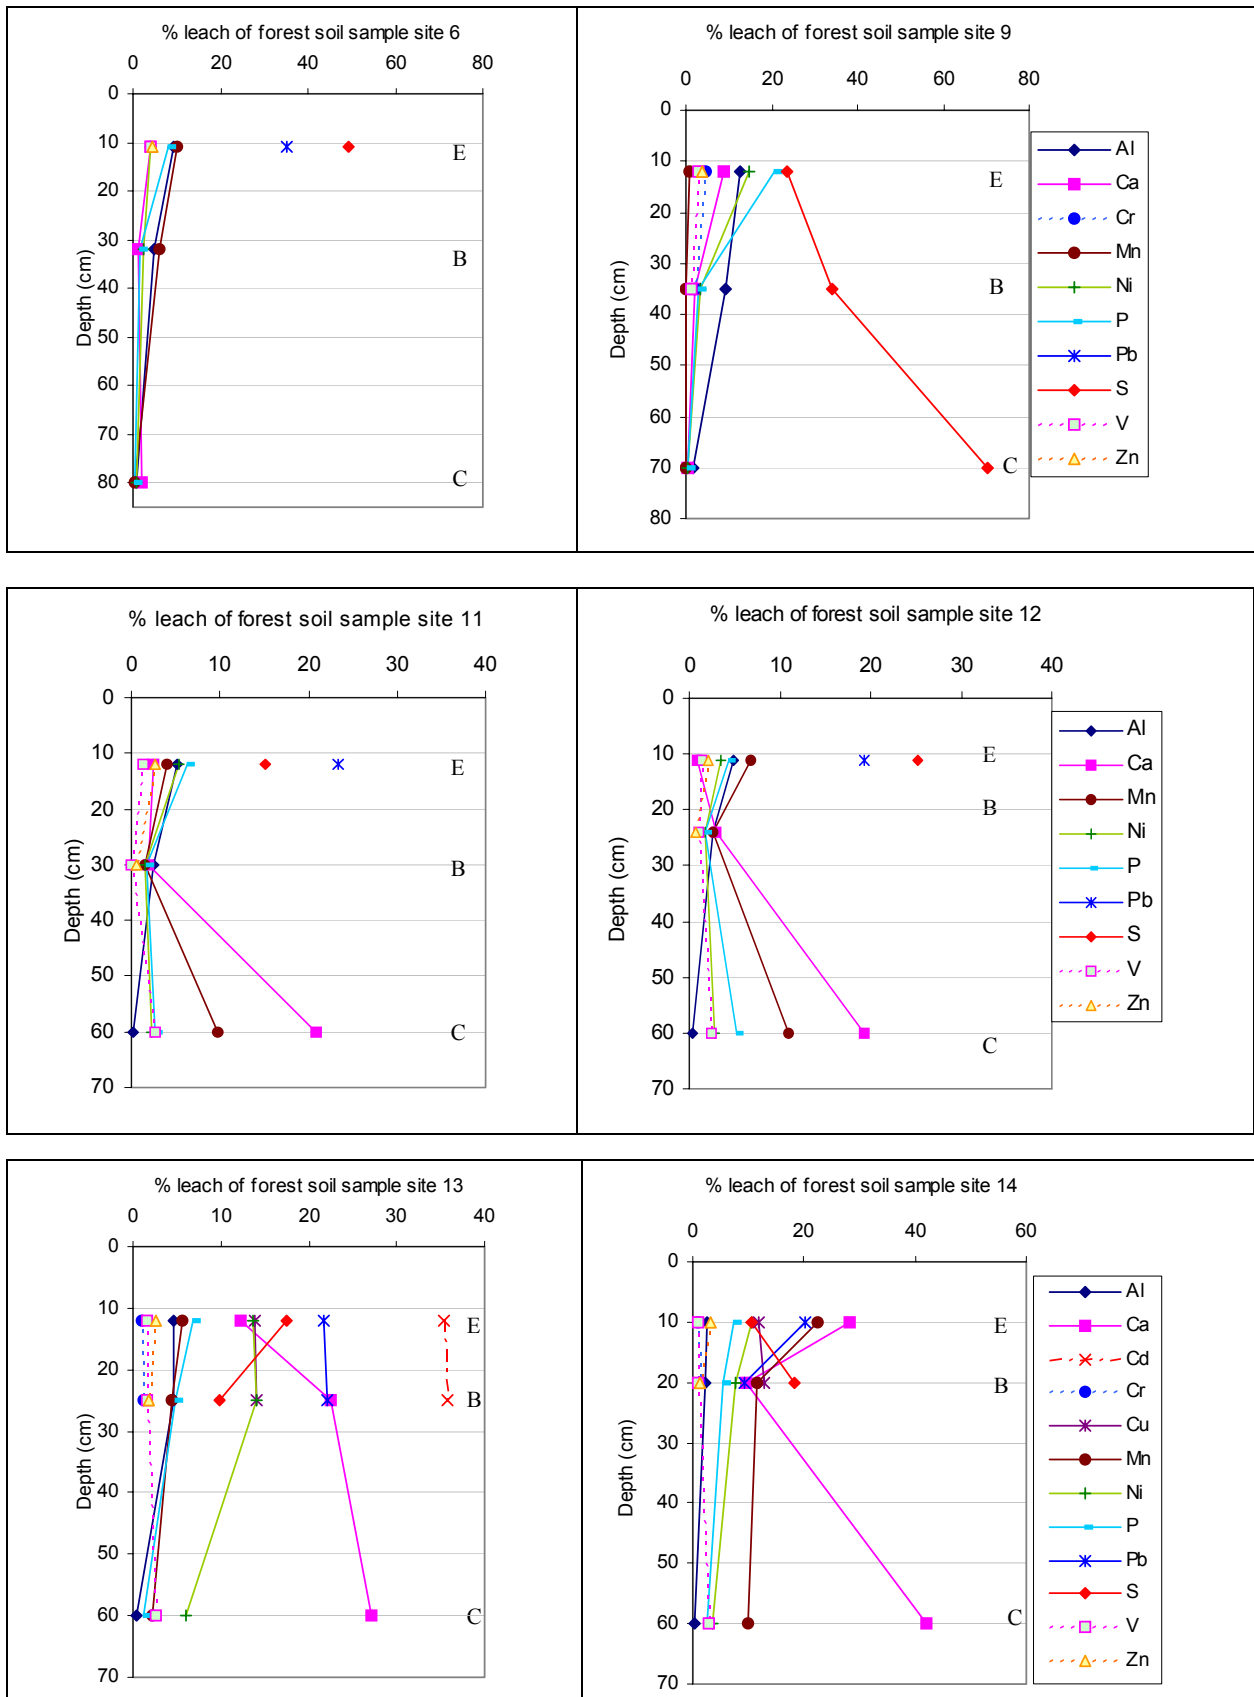 % leach of forest soil sample site 6
0 20 40 60 80
0
10
20
30
40
50
60
70
80
Depth (cm)
E
B
C
% leach of forest soil sample site 9
0 20 40 60 80
0
10
20
30
40
50
60
70
80
Depth (cm)
E
B
C
Al
Ca
Cr
Mn
Ni
P
Pb
S
V
Zn
% leach of forest soil sample site 11
0 10 20 30 40
0
10
20
30
40
50
60
70
Depth (cm)
E
B
C
% leach of forest soil sample site 12
0 10 20 30 40
0
10
20
30
40
50
60
70
Depth (cm)
E
B
C
Al
Ca
Mn
Ni
P
Pb
S
V
Zn
% leach of forest soil sample site 13
0 10 20 30 40
0
10
20
30
40
50
60
70
Depth (cm)
E
B
C
% leach of forest soil sample site 14
0 20 40 60
0
10
20
30
40
50
60
70
Depth (cm)
E
B
C
Al
Ca
Cd
Cr
Cu
Mn
Ni
P
Pb
S
V
Zn